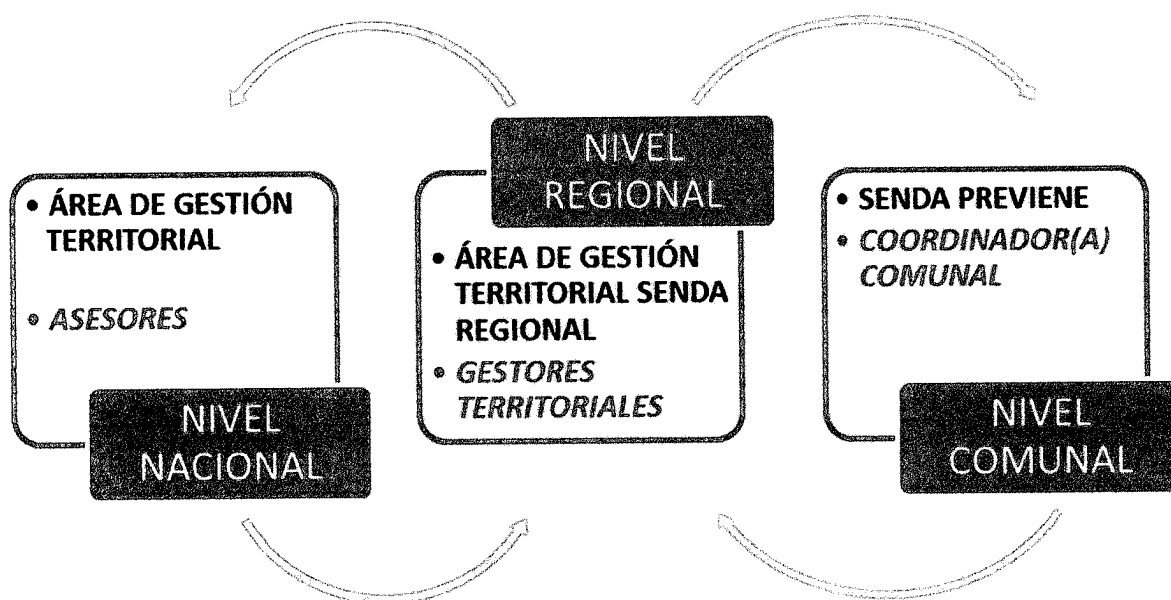 • ÁREA DE GESTIÓN
TERRITORIAL
• ASESORES
NIVEL
NACIONAL
NIVEL
REGIONAL
• ÁREA DE GESTIÓN
TERRITORIAL SENDA
REGIONAL
• GESTORES
TERRITORIALES
• SENDA PREVIENE
• COORDINADOR(A)
COMUNAL
NIVEL
COMUNAL